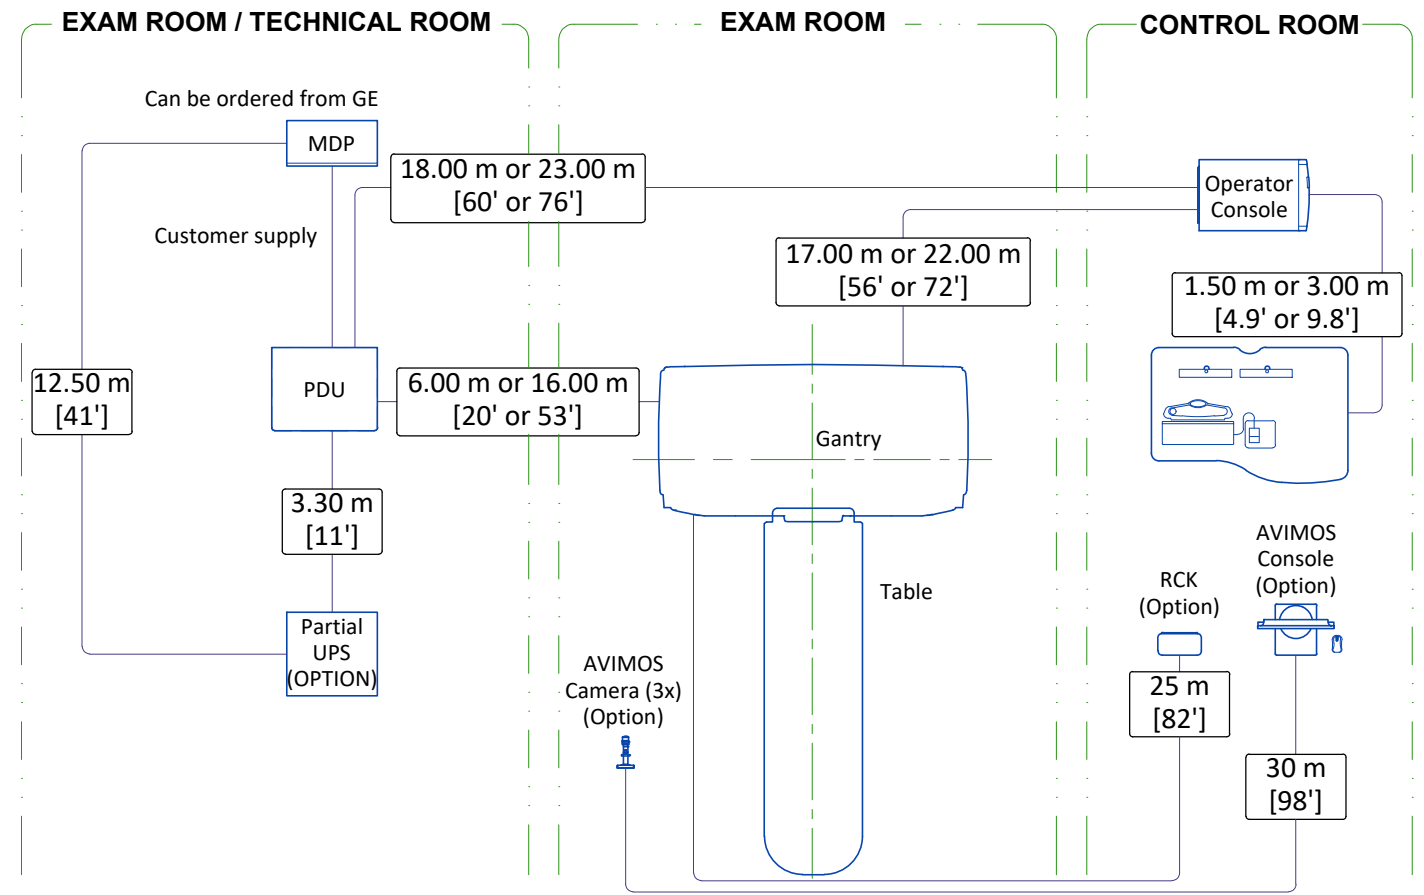 EXAM ROOM / TECHNICAL ROOM
EXAM ROOM
CONTROL ROOM
Can be ordered from GE
MDP
18.00 m or 23.00 m
[60' or 76']
Operator
Console
Customer supply
17.00 m or 22.00 m
[56' or 72']
1.50 m or 3.00 m
[4.9' or 9.8']
12.50 m
[41']
PDU
6.00 m or 16.00 m
[20' or 53']
Gantry
3.30 m
[11']
AVIMOS
Console
(Option)
RCK
(Option)
Table
Partial
UPS
(OPTION)
AVIMOS
Camera (3x)
(Option)
25 m
[82']
30 m
[98']